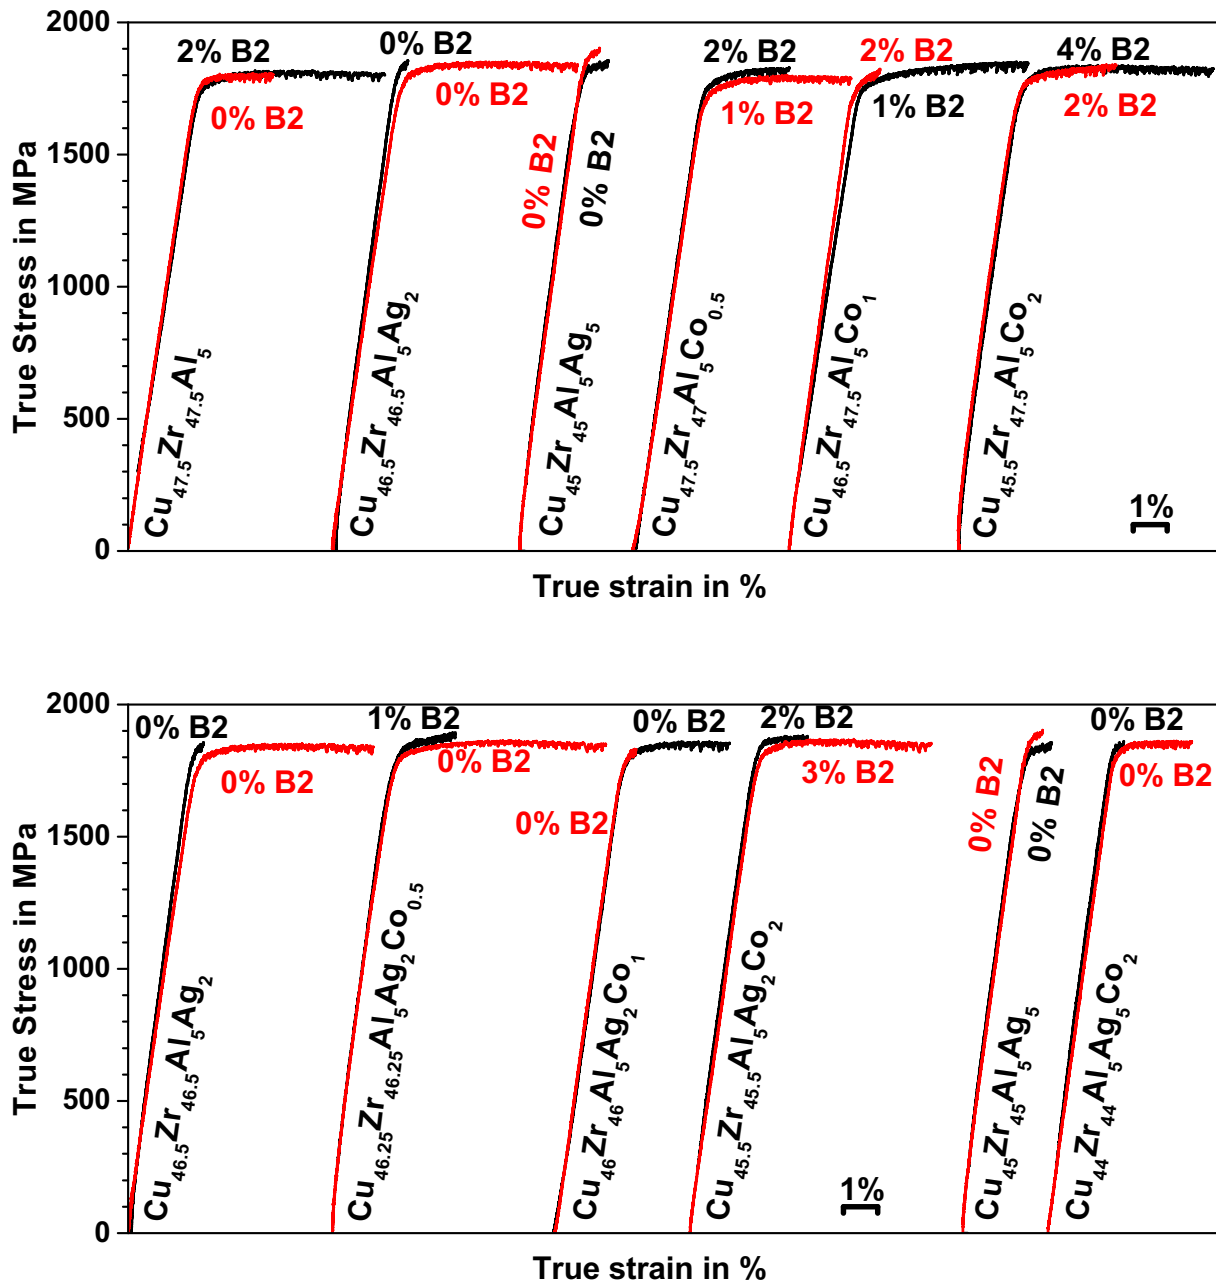 2000
1500
1000
500
0
True Stress in MPa
2% B2
0% B2
0% B2
0% B2
0% B2
0% B2
2% B2
1% B2
2% B2
1% B2
4% B2
2% B2
Cu47.5Zr47.5Al5
Cu46.5Zr46.5Al5Ag2
Cu45Zr45Al5Ag5
Cu47.5Zr47Al5Co0.5
Cu46.5Zr47.5Al5Co1
Cu45.5Zr47.5Al5Co2
1%
True strain in %
2000
1500
1000
500
0
True Stress in MPa
0% B2
0% B2
1% B2
0% B2
0% B2
0% B2
2% B2
3% B2
0% B2
0% B2
0% B2
0% B2
Cu46.5Zr46.5Al5Ag2
Cu46.25Zr46.25Al5Ag2Co0.5
Cu46Zr46Al5Ag2Co1
Cu45.5Zr45.5Al5Ag2Co2
Cu45Zr45Al5Ag5
Cu44Zr44Al5Ag5Co2
1%
True strain in %